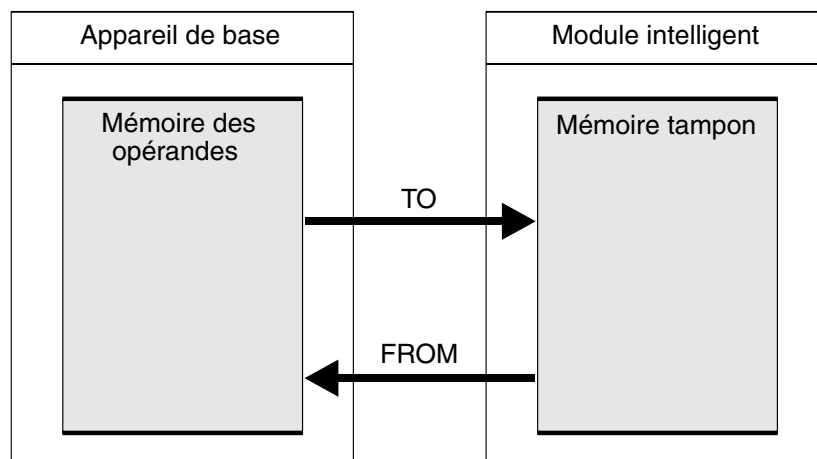 Appareil de base
Module intelligent
Mémoire des
opérandes
Mémoire tampon
TO
FROM